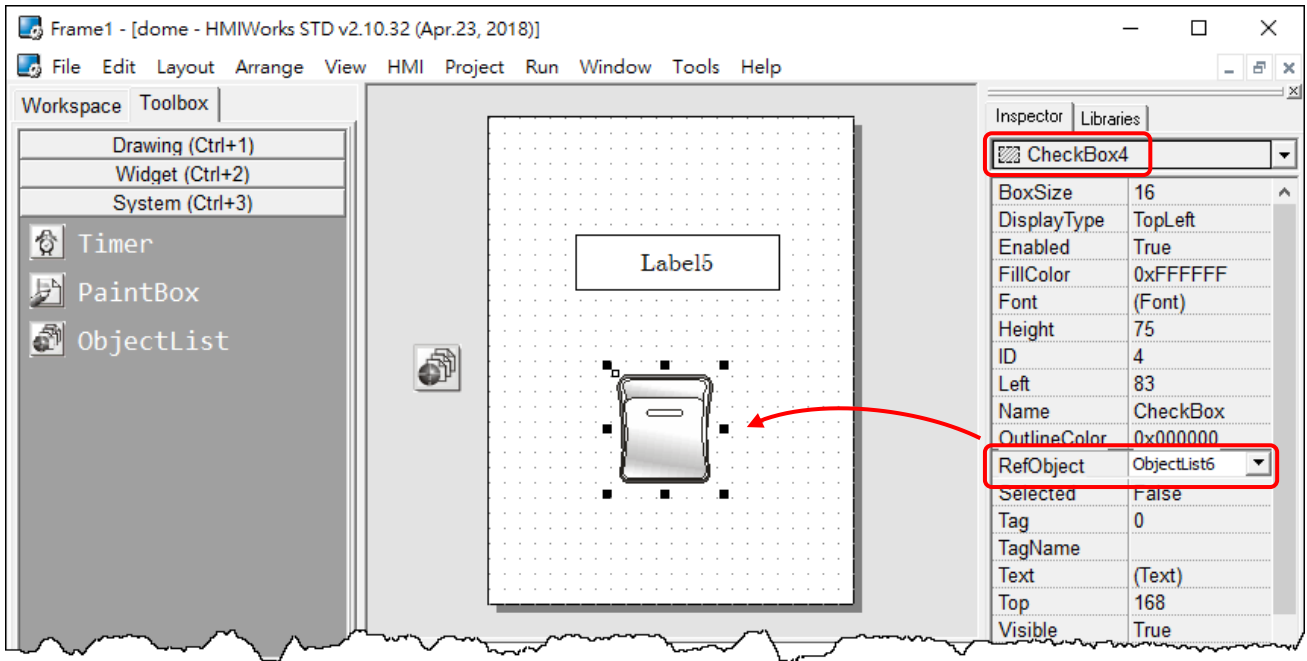 Frame1 - [dome - HMIWorks STD v2.10.32 (Apr.23, 2018)]
File Edit Layout Arrange View HMI Project Run Window Tools Help
Workspace Toolbox
Drawing (Ctrl+1)
Widget (Ctrl+2)
System (Ctrl+3)
Timer
PaintBox
ObjectList
Label5
Inspector Libraries
CheckBox4
BoxSize 16
DisplayType TopLeft
Enabled True
FillColor 0xFFFFFF
Font (Font)
Height 75
ID 4
Left 83
Name CheckBox
OutlineColor 0x000000
RefObject ObjectList6
Selected False
Tag 0
TagName
Text (Text)
Top 168
Visible True